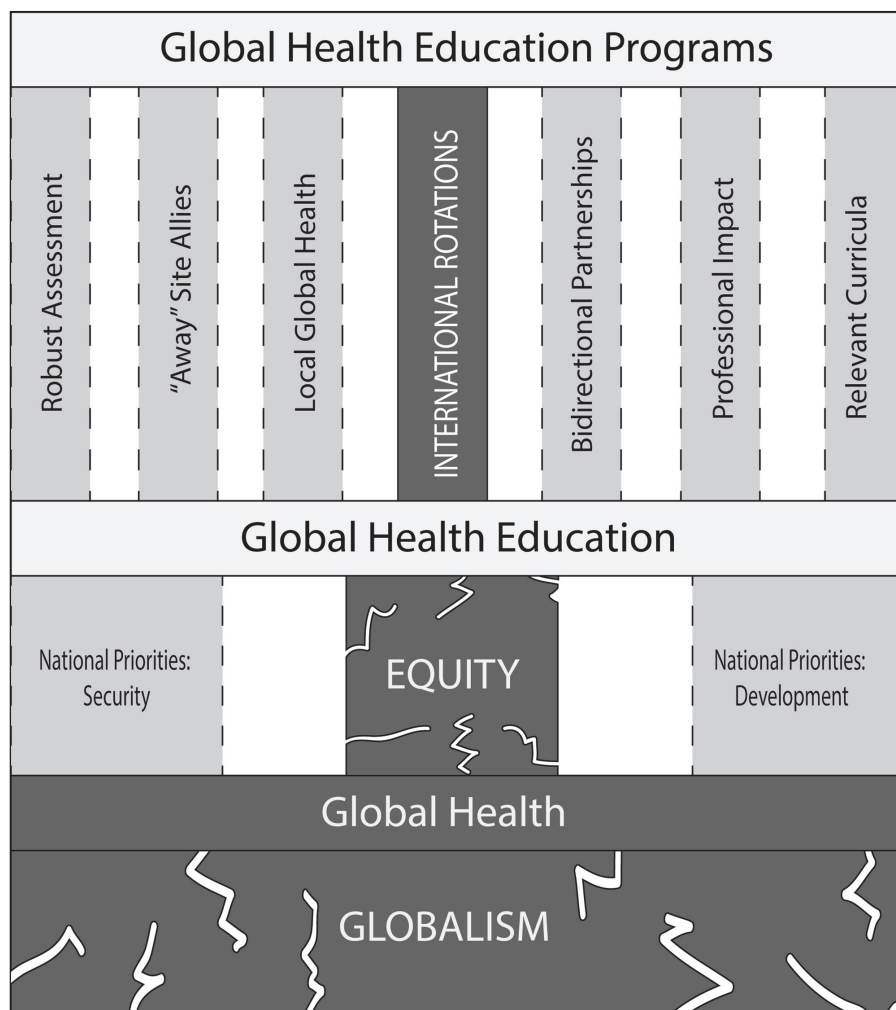 Global Health Education Programs
Robust Assessment
“Away” Site Allies
Local Global Health
INTERNATIONAL ROTATIONS
Bidirectional Partnerships
Professional Impact
Relevant Curricula
Global Health Education
National Priorities:
Security
EQUITY
National Priorities:
Development
Global Health
GLOBALISM